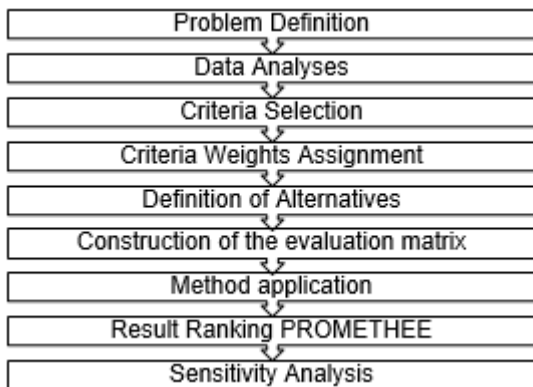 Problem Definition
Data Analyses
Criteria Selection
Criteria Weights Assignment
Definition of Alternatives
Construction of the evaluation matrix
Method application
Result Ranking PROMETHEE
Sensitivity Analysis